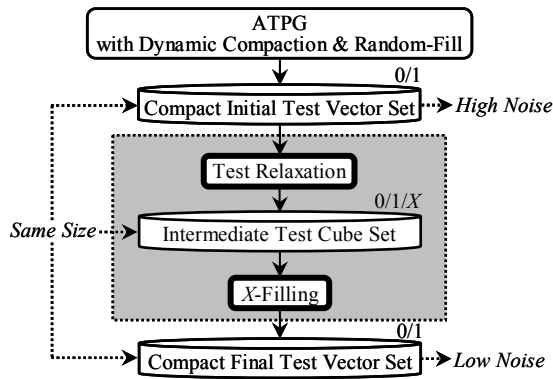 ATPG
with Dynamic Compaction & Random-Fill
0/1
Compact Initial Test Vector Set
High Noise
Test Relaxation
0/1/X
Same Size
Intermediate Test Cube Set
X-Filling
0/1
Compact Final Test Vector Set
Low Noise